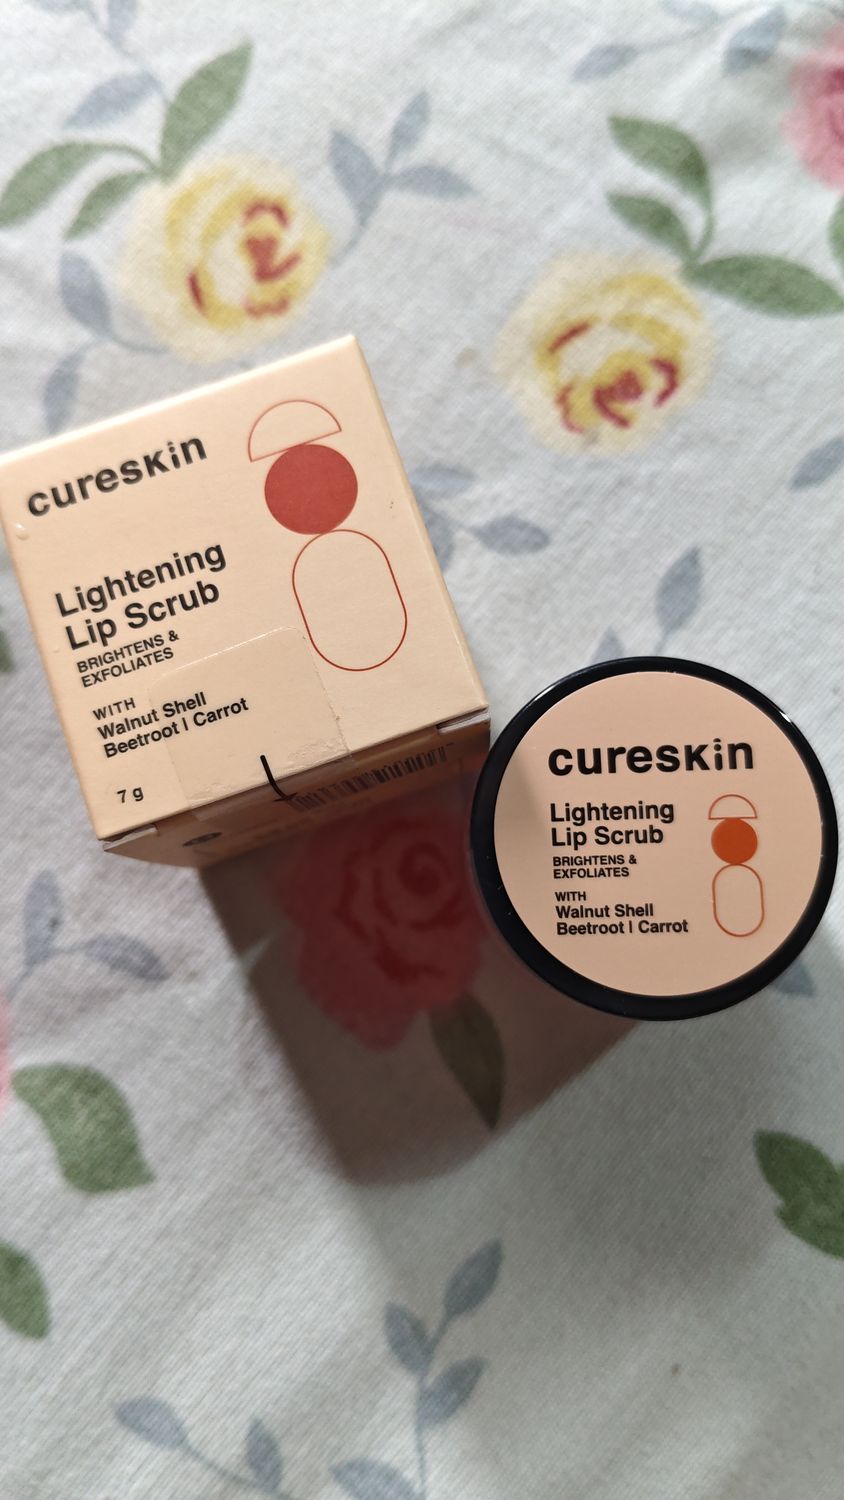 cureskin
Lightening
Lip Scrub
BRIGHTENS &
EXFOLIATES
WITH
Walnut Shell
Beetroot | Carrot
7 g
cureskin
Lightening
Lip Scrub
BRIGHTENS &
EXFOLIATES
WITH
Walnut Shell
Beetroot | Carrot